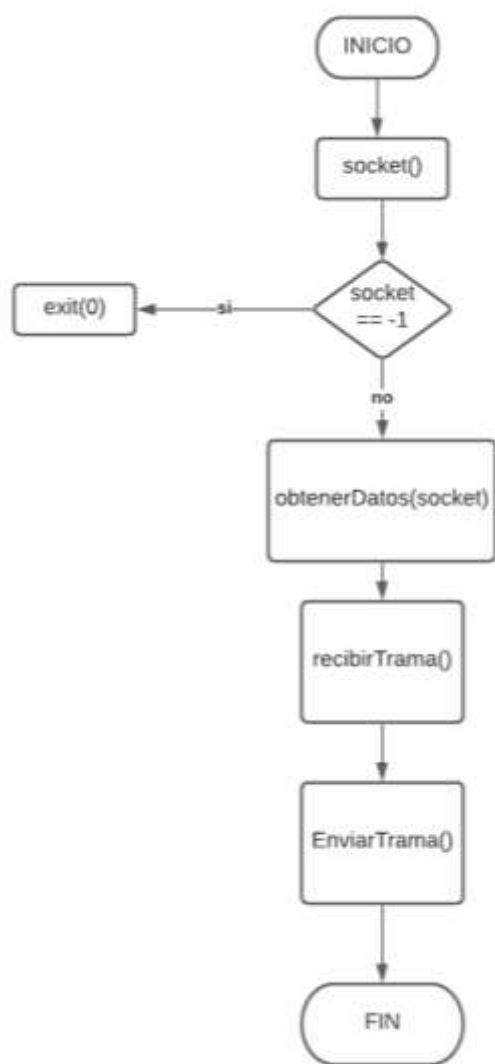 INICIO
socket()
socket
== -1
si
exit(0)
no
obtenerDatos(socket)
recibirTrama()
EnviarTrama()
FIN